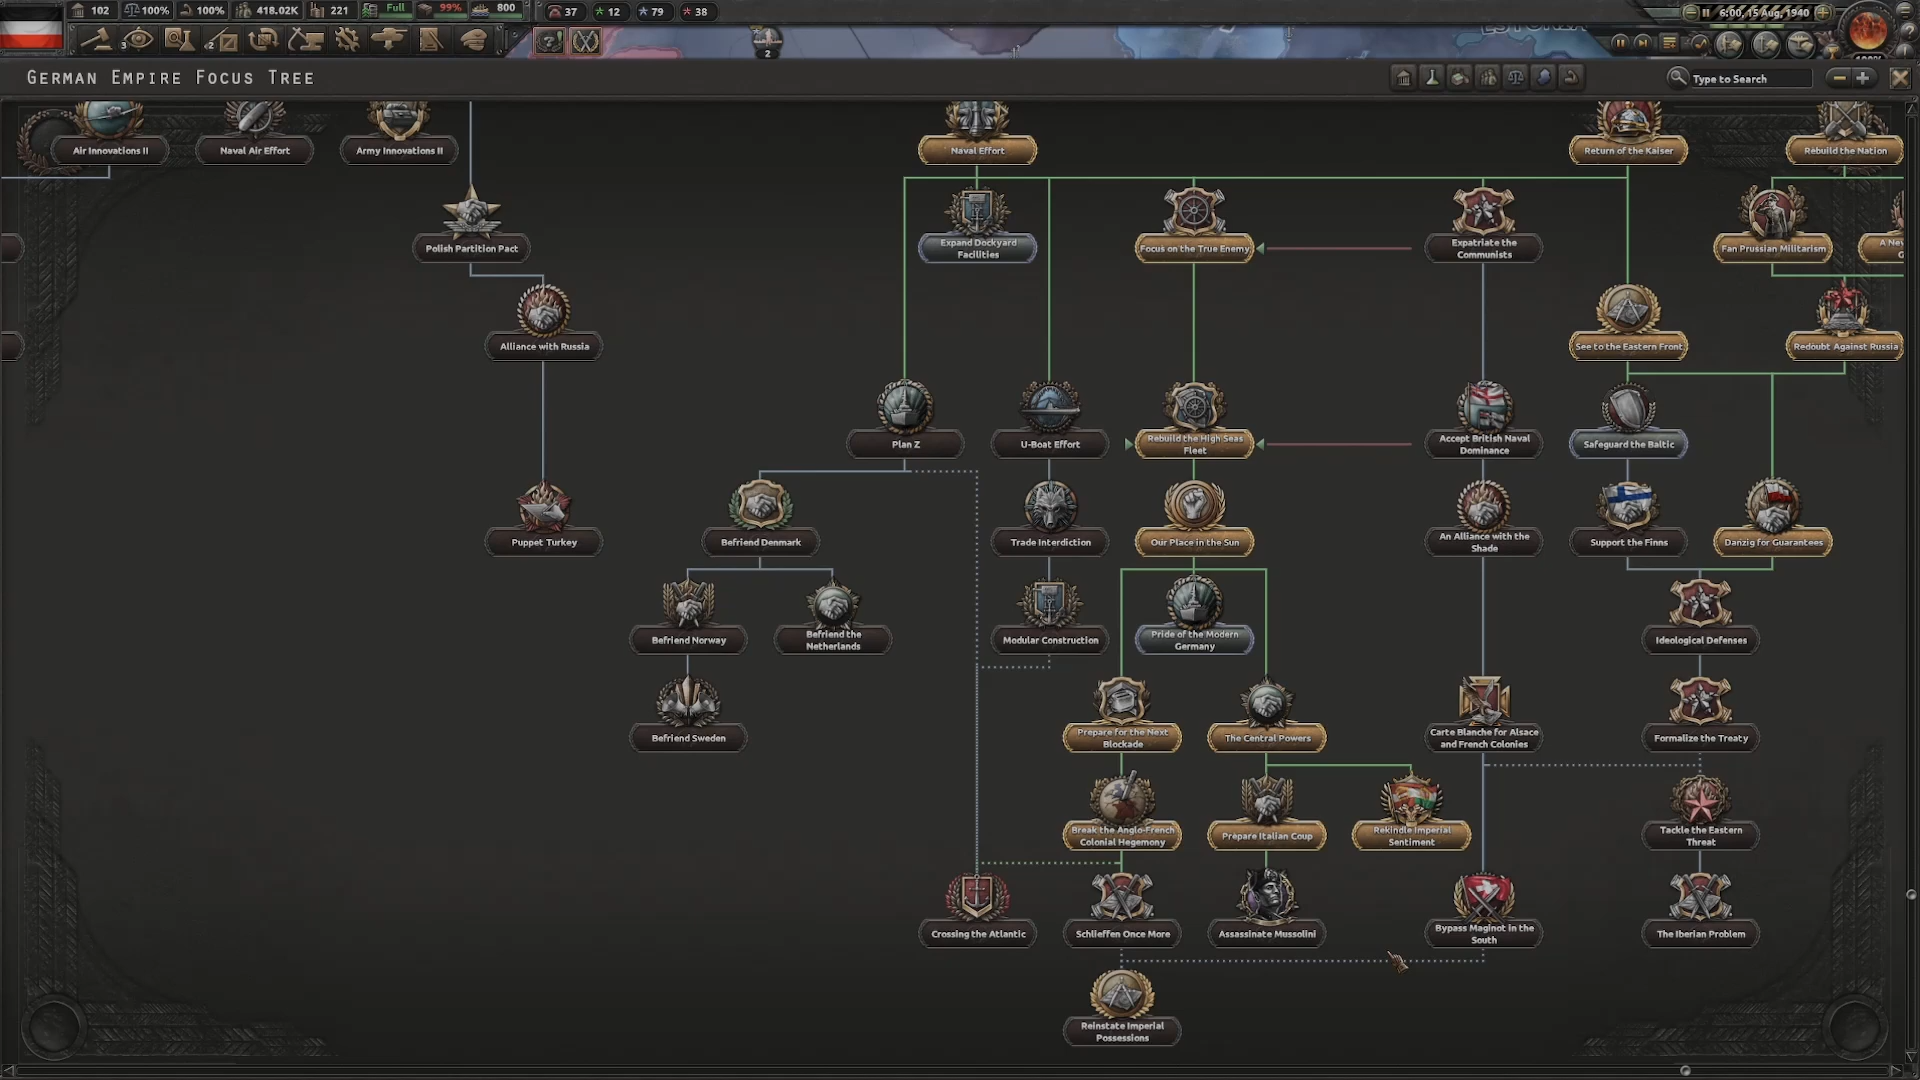 102 100% 100% 418.02K 221 Full 99% 800 37 12 79 38
6:00, 15 Aug, 1940
3
2
2
ESTONIA
GERMAN EMPIRE FOCUS TREE
Type to Search
Air Innovations II
Naval Air Effort
Army Innovations II
Naval Effort
Return of the Kaiser
Rebuild the Nation
Polish Partition Pact
Expand Dockyard
Facilities
Focus on the True Enemy
Expatriate the
Communists
Fan Prussian Militarism
A New
Alliance with Russia
See to the Eastern Front
Redoubt Against Russia
Plan Z
U-Boat Effort
Rebuild the High Seas
Fleet
Accept British Naval
Dominance
Safeguard the Baltic
Puppet Turkey
Befriend Denmark
Trade Interdiction
Our Place in the Sun
An Alliance with the
Shade
Support the Finns
Danzig for Guarantees
Befriend Norway
Befriend the
Netherlands
Modular Construction
Pride of the Modern
Germany
Ideological Defenses
Befriend Sweden
Prepare for the Next
Blockade
The Central Powers
Carte Blanche for Alsace
and French Colonies
Formalize the Treaty
Break the Anglo-French
Colonial Hegemony
Prepare Italian Coup
Rekindle Imperial
Sentiment
Tackle the Eastern
Threat
Crossing the Atlantic
Schlieffen Once More
Assassinate Mussolini
Bypass Maginot in the
South
The Iberian Problem
Reinstate Imperial
Possessions